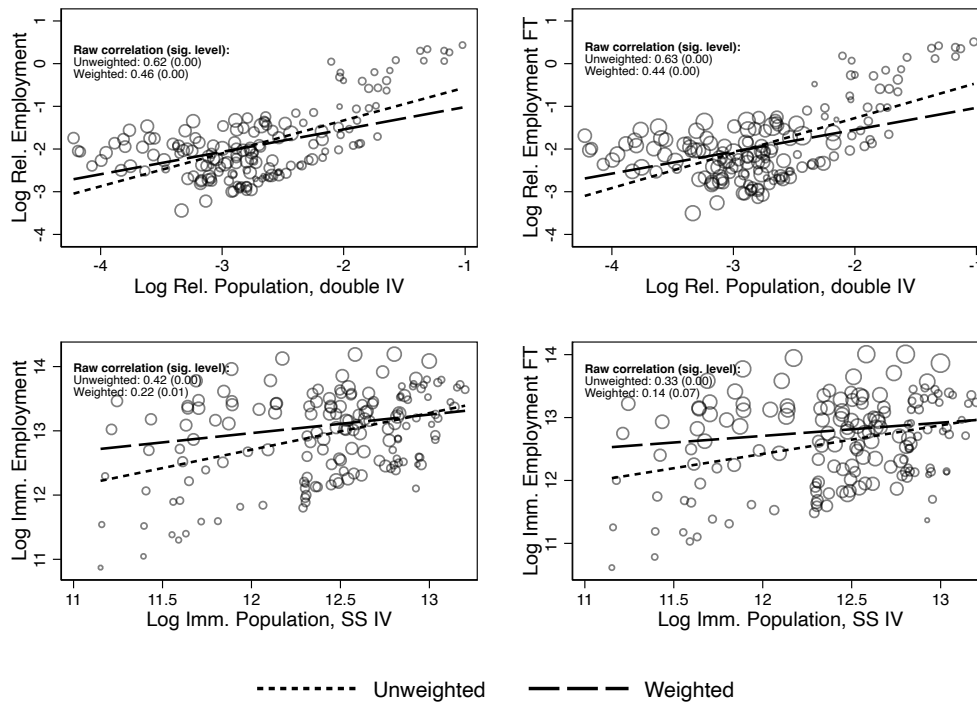 Log Rel. Employment
1
0
-1
-2
-3
-4
Raw correlation (sig. level):
Unweighted: 0.62 (0.00)
Weighted: 0.46 (0.00)
-4 -3 -2 -1
Log Rel. Population, double IV
Log Rel. Employment FT
1
0
-1
-2
-3
-4
Raw correlation (sig. level):
Unweighted: 0.63 (0.00)
Weighted: 0.44 (0.00)
-4 -3 -2 -1
Log Rel. Population, double IV
Log Imm. Employment
14
13
12
11
Raw correlation (sig. level):
Unweighted: 0.42 (0.00)
Weighted: 0.22 (0.01)
11 11.5 12 12.5 13
Log Imm. Population, SS IV
Log Imm. Employment FT
14
13
12
11
Raw correlation (sig. level):
Unweighted: 0.33 (0.00)
Weighted: 0.14 (0.07)
11 11.5 12 12.5 13
Log Imm. Population, SS IV
Unweighted Weighted